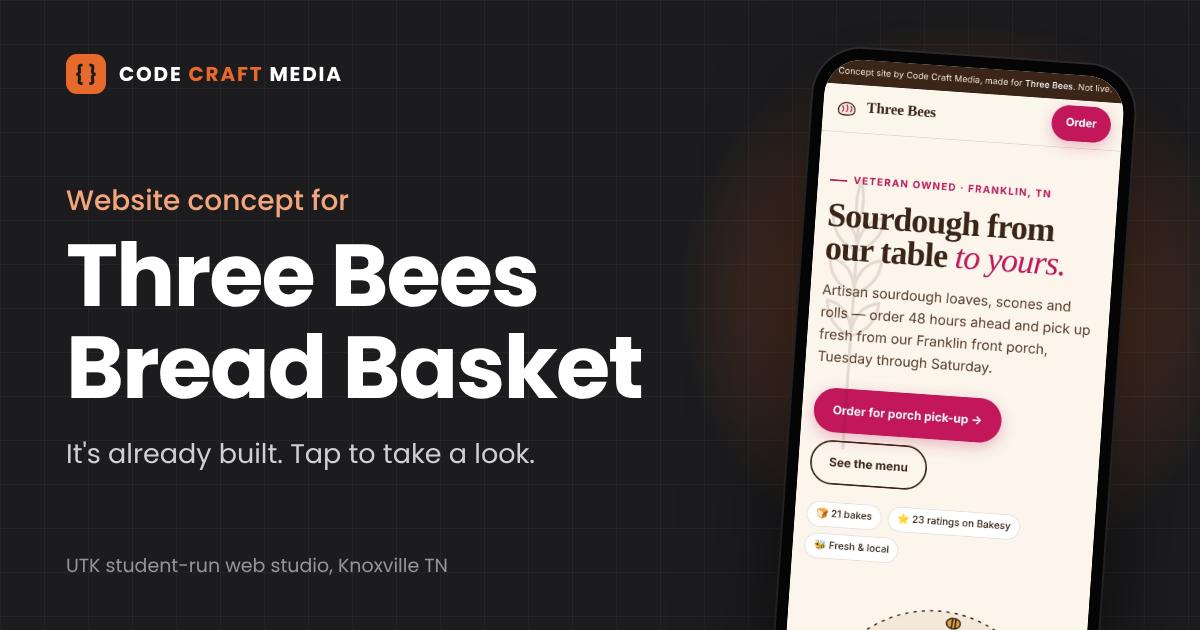 { } CODE CRAFT MEDIA
Website concept for
Three Bees
Bread Basket
It's already built. Tap to take a look.
UTK student-run web studio, Knoxville TN
Concept site by Code Craft Media, made for Three Bees. Not live.
Three Bees
Order
VETERAN OWNED · FRANKLIN, TN
Sourdough from
our table to yours.
Artisan sourdough loaves, scones and
rolls — order 48 hours ahead and pick up
fresh from our Franklin front porch,
Tuesday through Saturday.
Order for porch pick-up →
See the menu
🍞 21 bakes
⭐ 23 ratings on Bakesy
🐝 Fresh & local